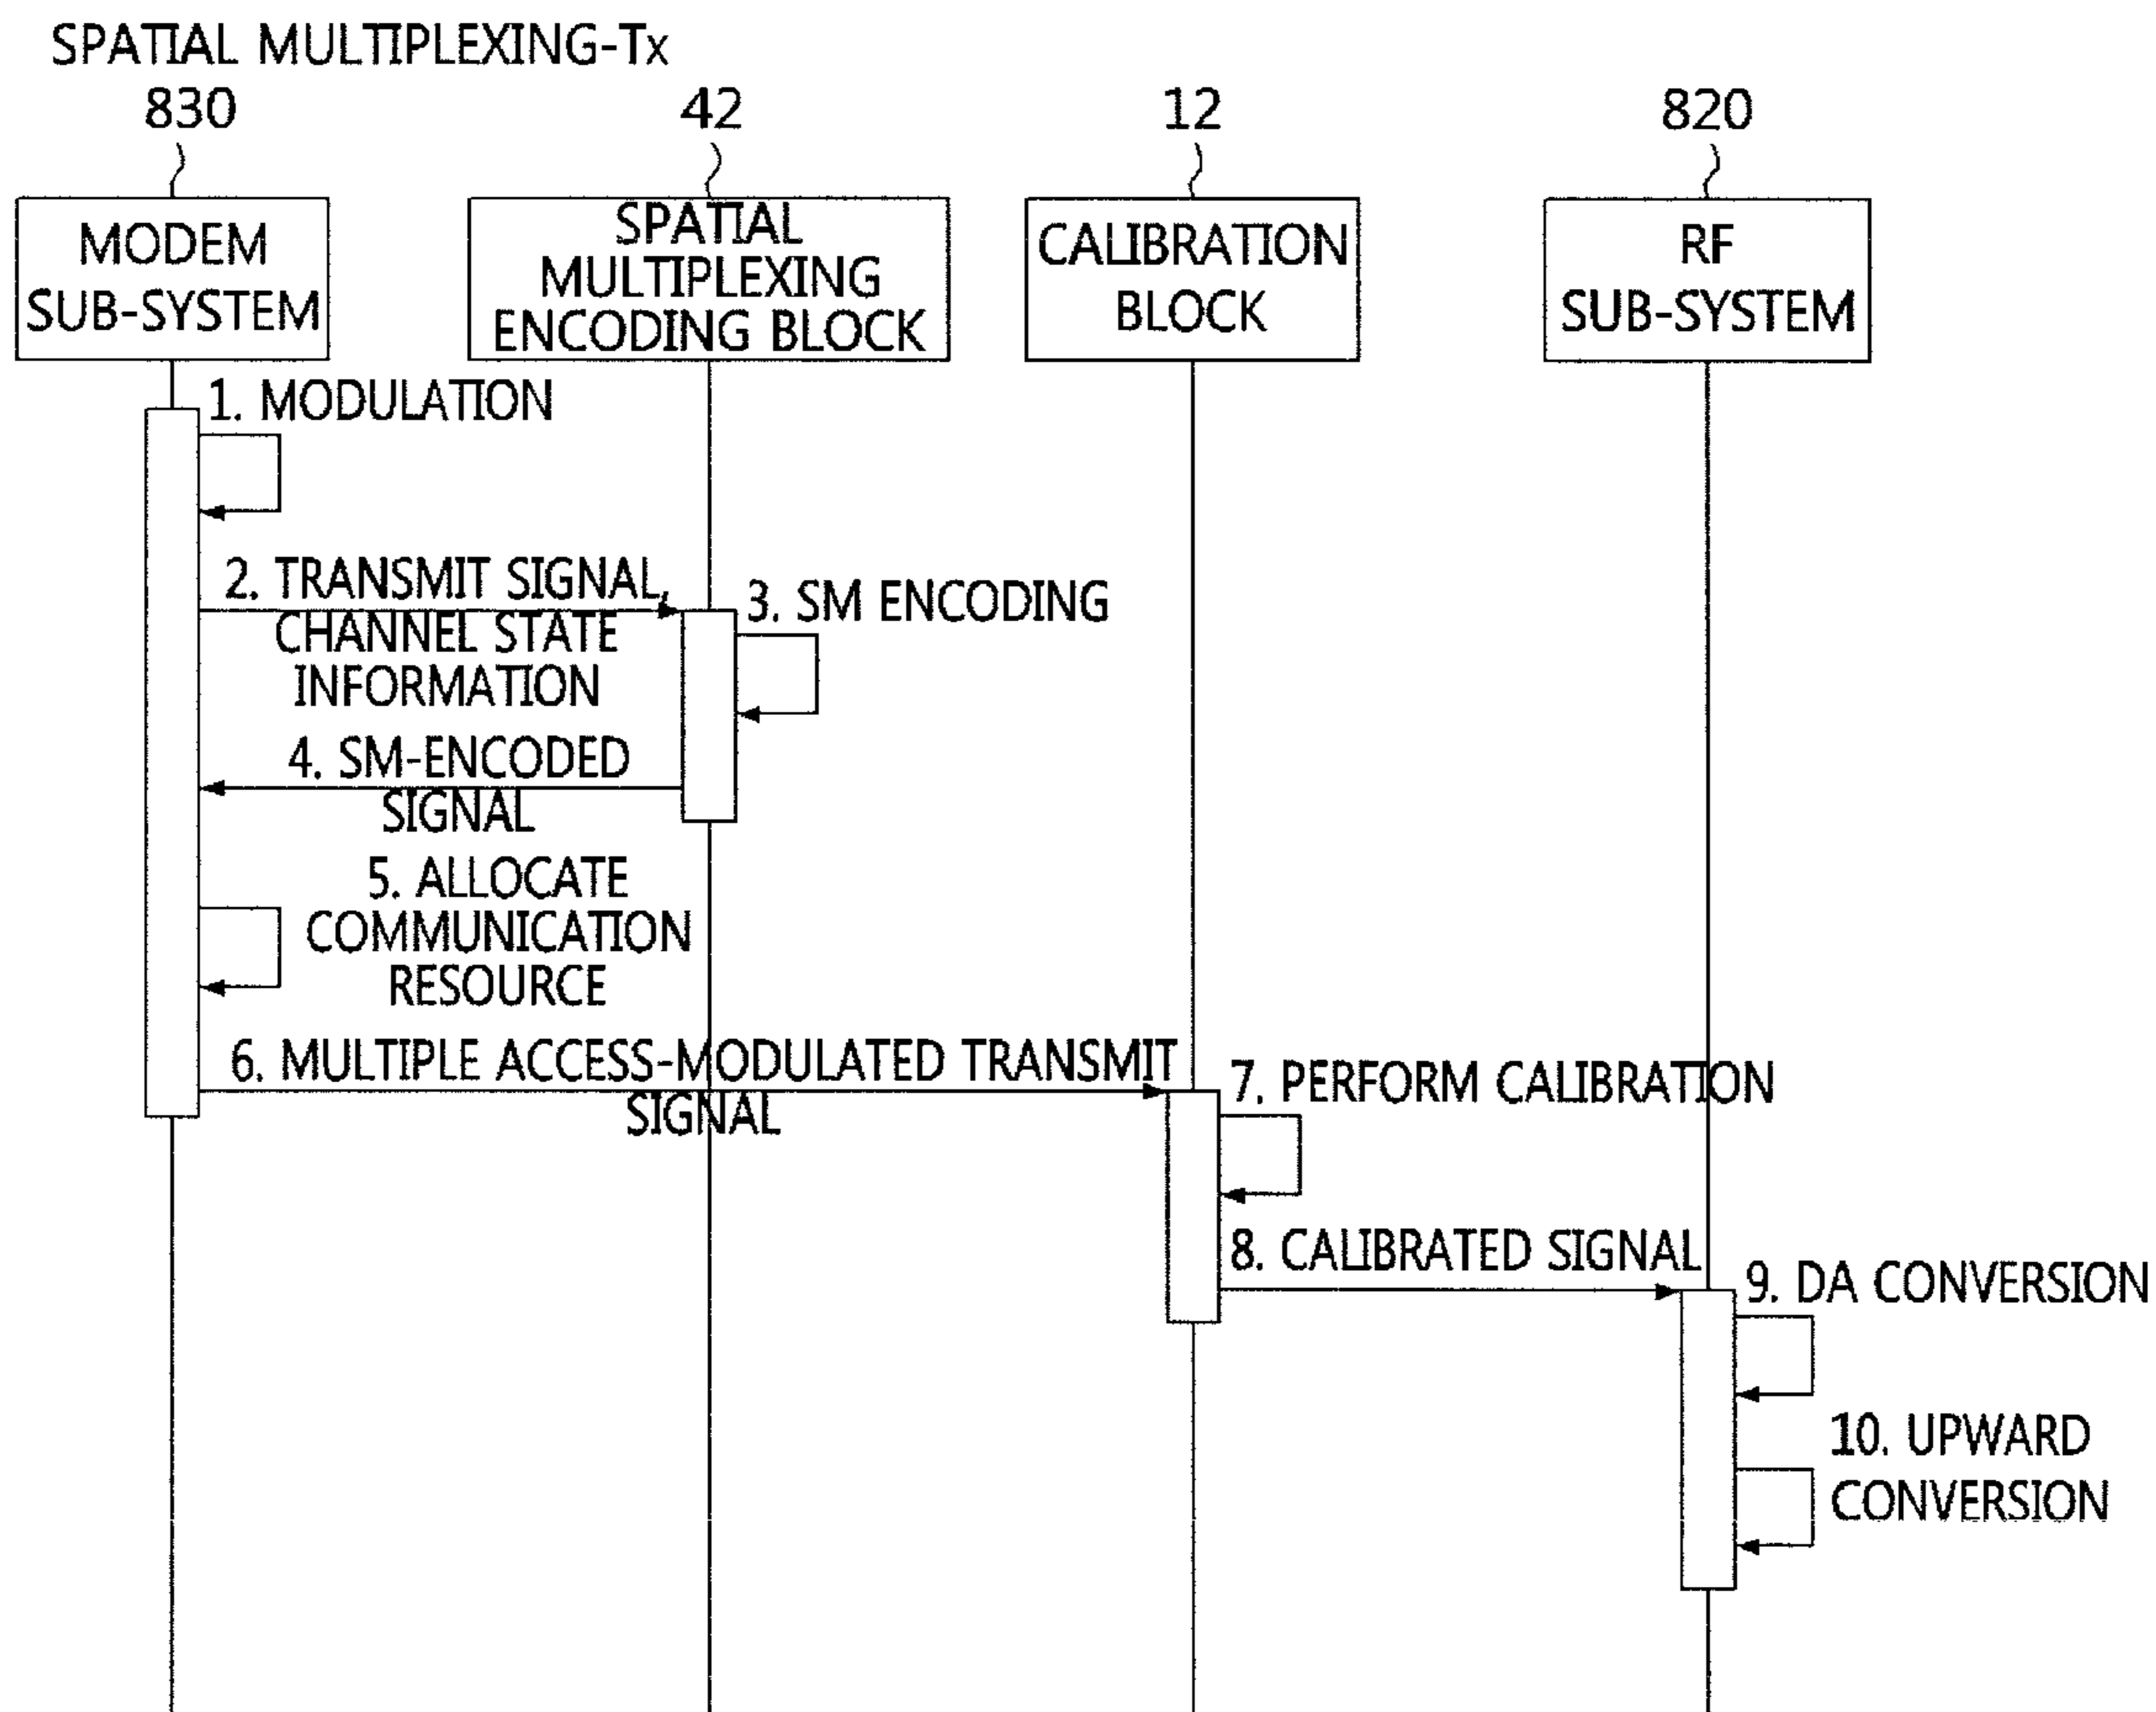 SPATIAL MULTIPLEXING-Tx
830
42
12
820
MODEM
SUB-SYSTEM
SPATIAL
MULTIPLEXING
ENCODING BLOCK
CALIBRATION
BLOCK
RF
SUB-SYSTEM
1. MODULATION
2. TRANSMIT SIGNAL,
CHANNEL STATE
INFORMATION
3. SM ENCODING
4. SM-ENCODED
SIGNAL
5. ALLOCATE
COMMUNICATION
RESOURCE
6. MULTIPLE ACCESS-MODULATED TRANSMIT
SIGNAL
7. PERFORM CALIBRATION
8. CALIBRATED SIGNAL
9. DA CONVERSION
10. UPWARD
CONVERSION